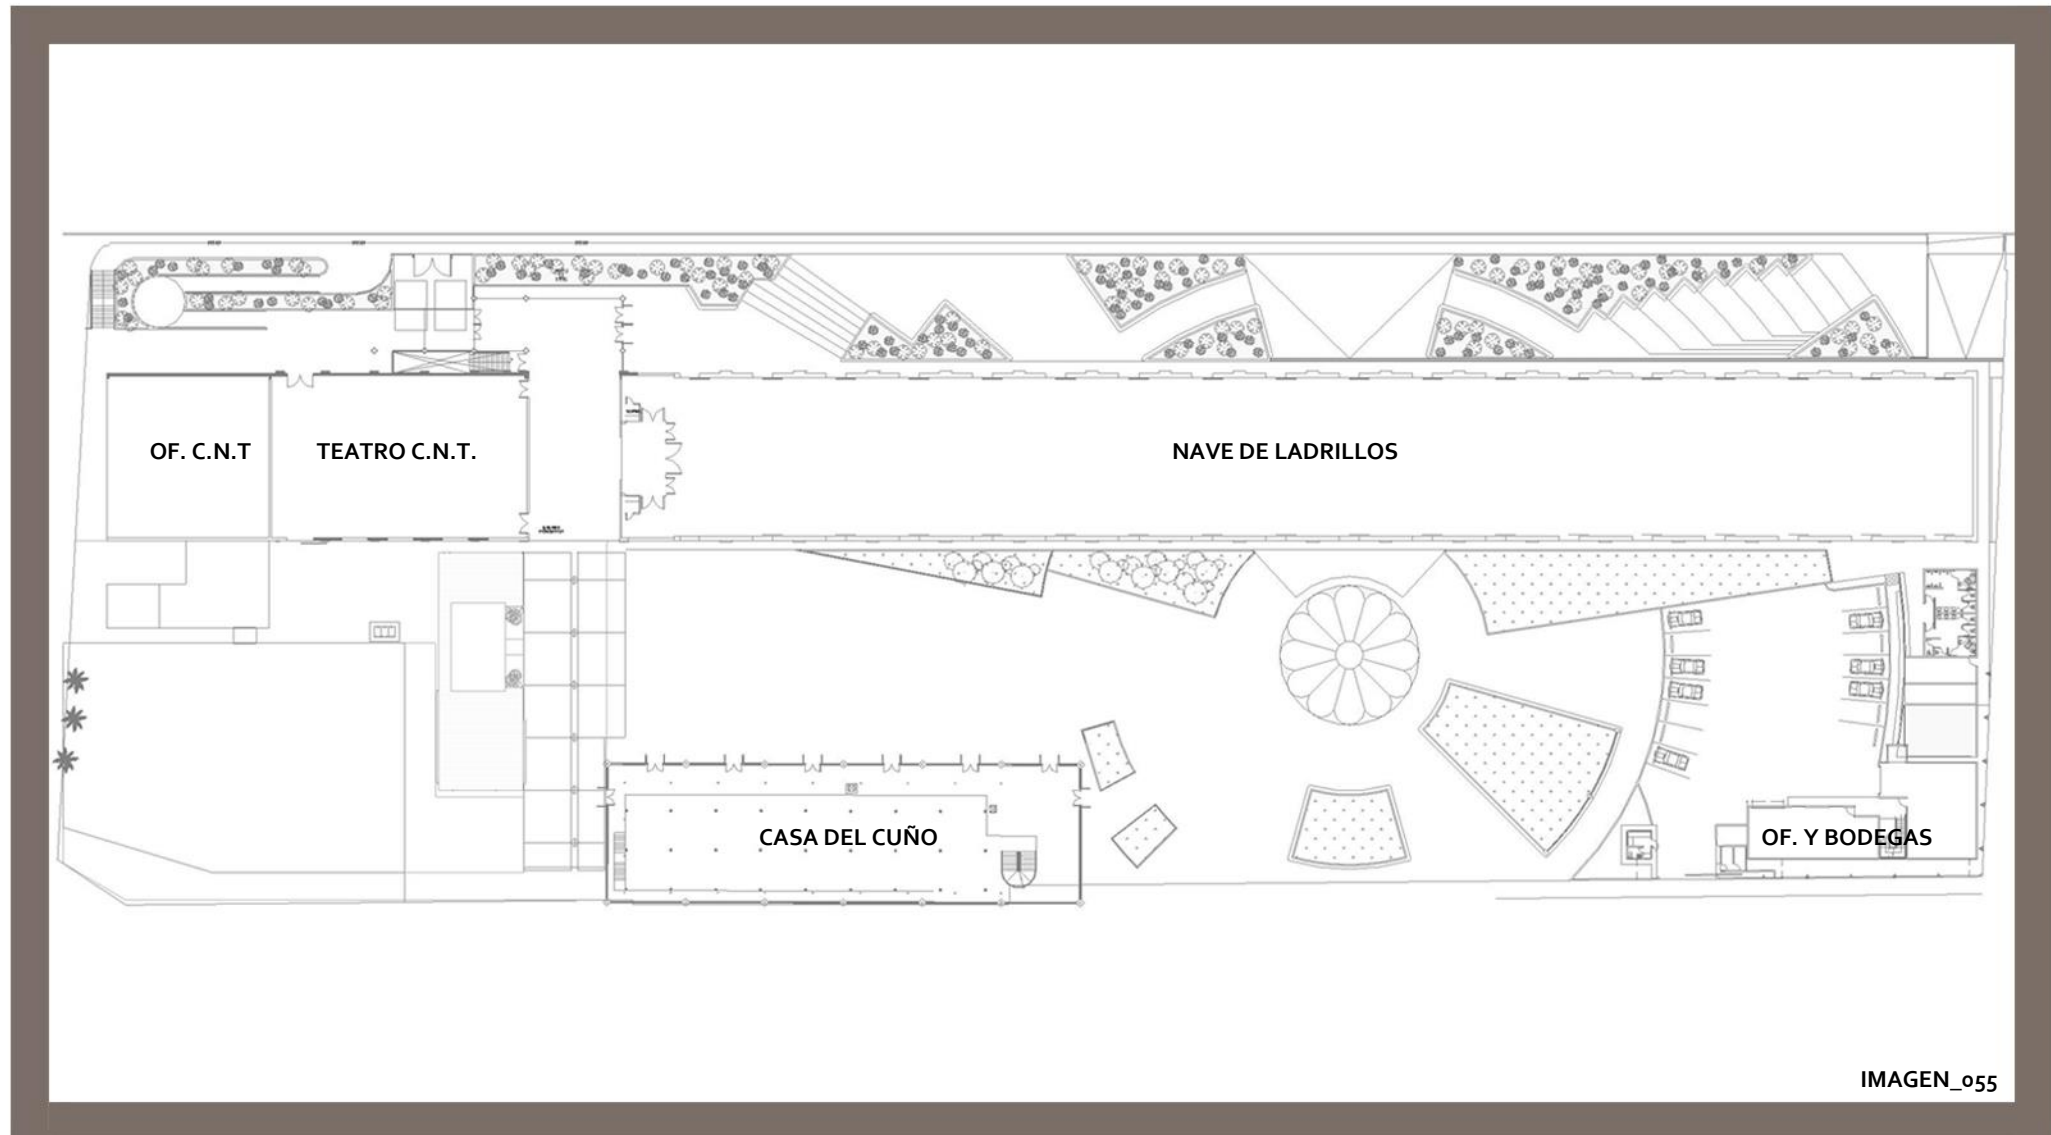 OF. C.N.T
TEATRO C.N.T.
NAVE DE LADRILLOS
CASA DEL CUÑO
OF. Y BODEGAS
IMAGEN_055